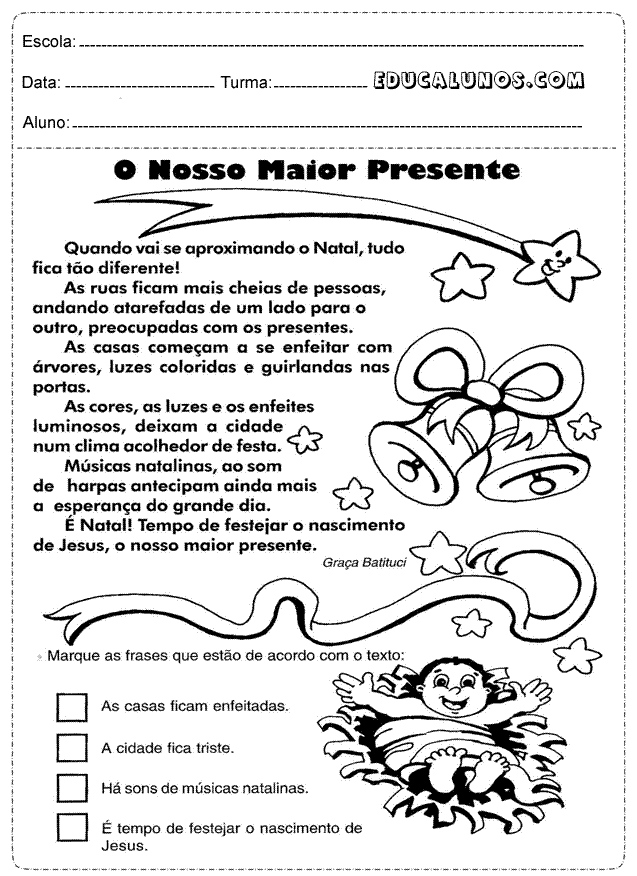 Escola:
Data: Turma: EDUCALUNOS.COM
Aluno:
O Nosso Maior Presente
Quando vai se aproximando o Natal, tudo
fica tão diferente!
As ruas ficam mais cheias de pessoas,
andando atarefadas de um lado para o
outro, preocupadas com os presentes.
As casas começam a se enfeitar com
árvores, luzes coloridas e guirlandas nas
portas.
As cores, as luzes e os enfeites
luminosos, deixam a cidade
num clima acolhedor de festa.
Músicas natalinas, ao som
de harpas antecipam ainda mais
a esperança do grande dia.
É Natal! Tempo de festejar o nascimento
de Jesus, o nosso maior presente.
Graça Batituci
Marque as frases que estão de acordo com o texto:
As casas ficam enfeitadas.
A cidade fica triste.
Há sons de músicas natalinas.
É tempo de festejar o nascimento de
Jesus.